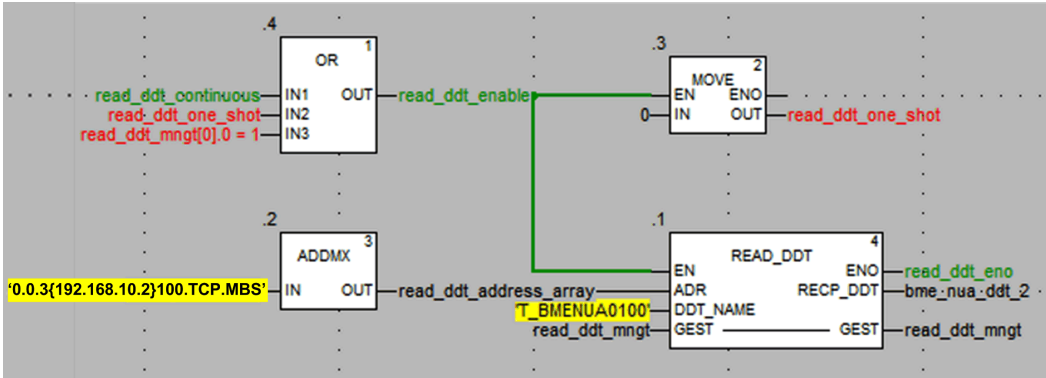 .4
1
OR
read_ddt_continuous IN1 OUT read_ddt_enable
read_ddt_one_shot IN2
read_ddt_mngt[0].0 = 1 IN3
.3
2
MOVE
EN ENO
0 IN OUT read_ddt_one_shot
.2
3
ADDMX
‘0.0.3{192.168.10.2}100.TCP.MBS’ IN OUT read_ddt_address_array
.1
4
READ_DDT
EN ENO read_ddt_eno
ADR RECP_DDT bme_nua_ddt_2
'T_BMENUA0100' DDT_NAME
read_ddt_mngt GEST GEST read_ddt_mngt